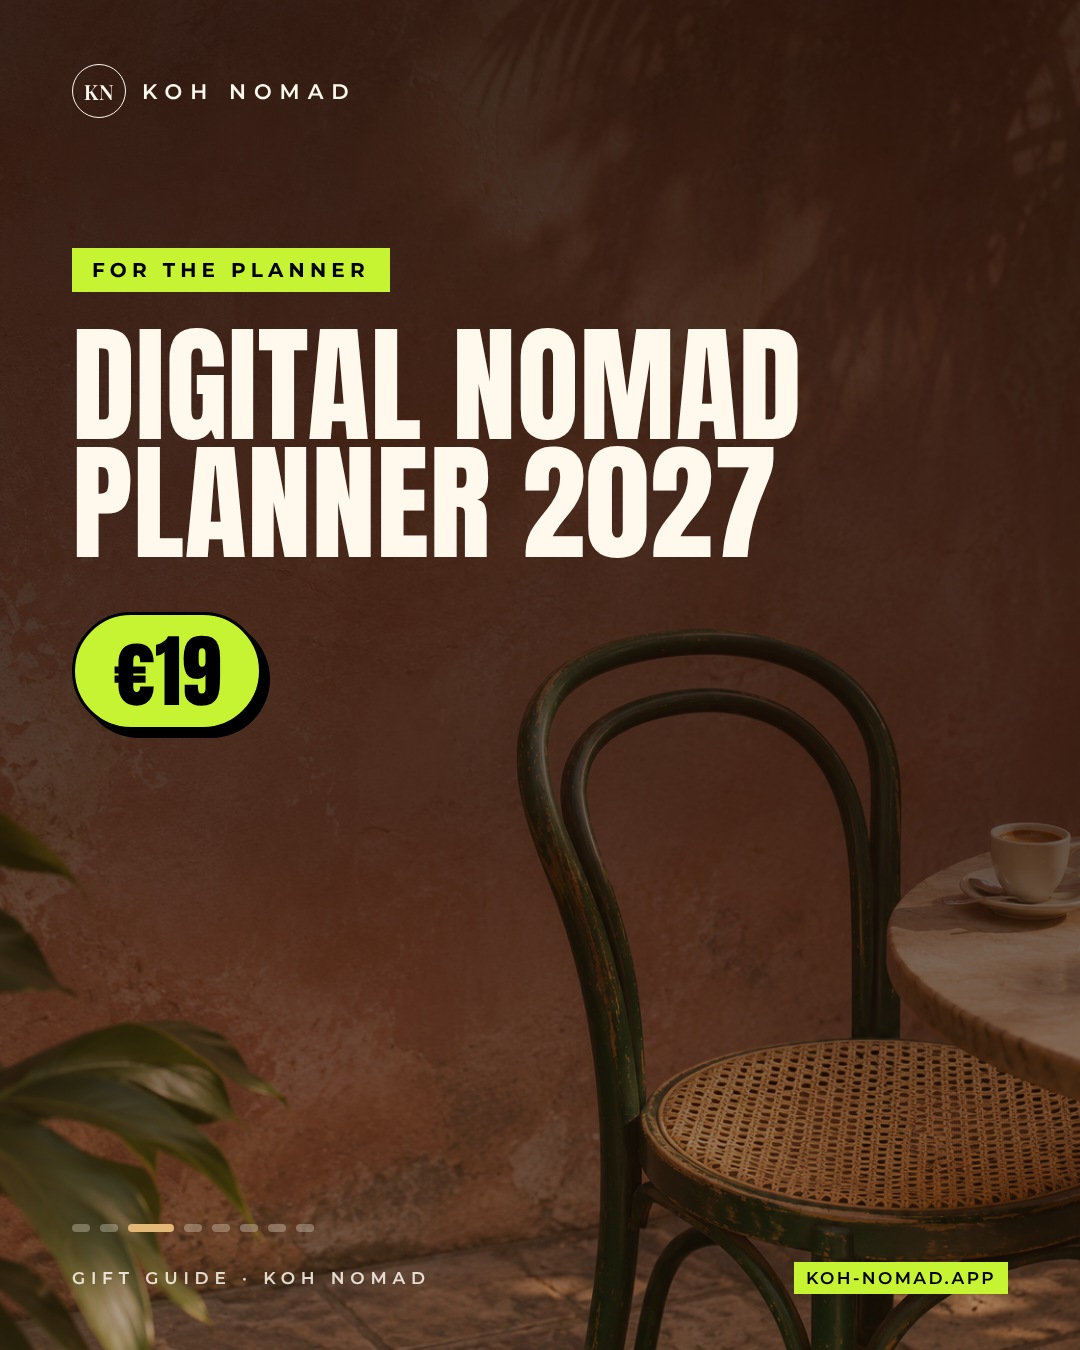 KN KOH NOMAD
FOR THE PLANNER
DIGITAL NOMAD
PLANNER 2027
€19
GIFT GUIDE · KOH NOMAD
KOH-NOMAD.APP